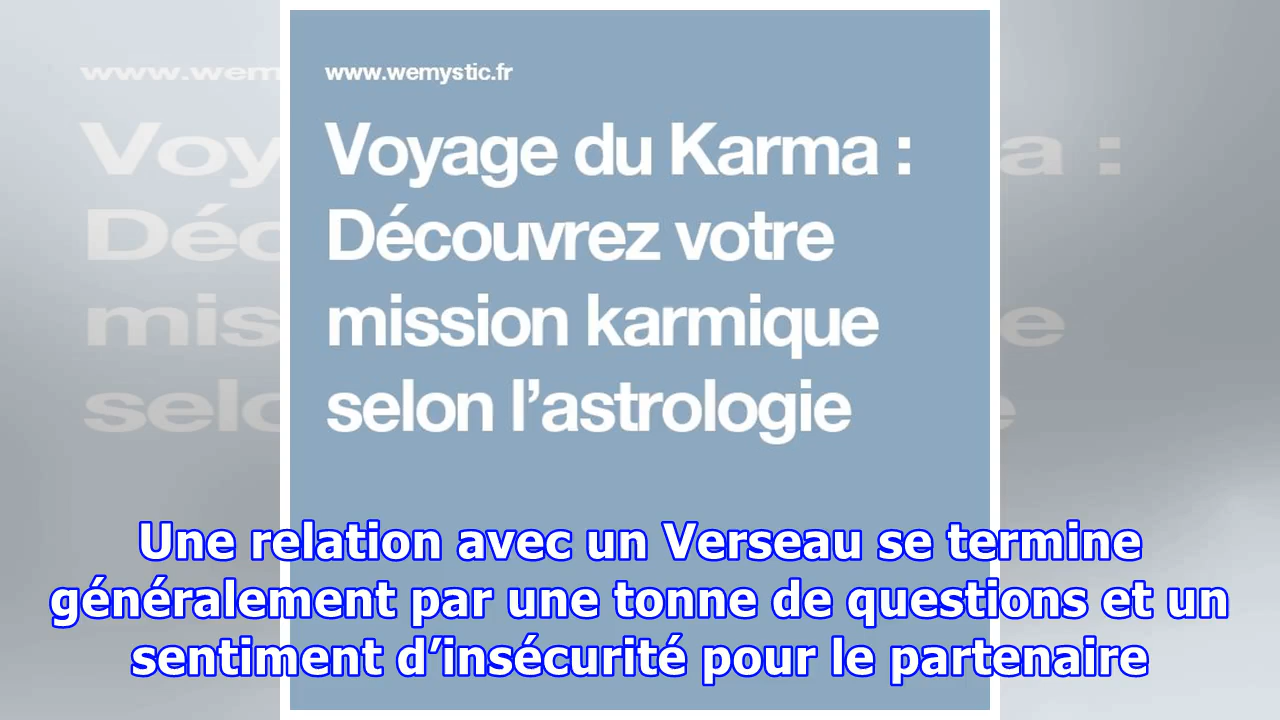 www.wemystic.fr
Voyage du Karma :
Découvrez votre
mission karmique
selon l’astrologie
Une relation avec un Verseau se termine
généralement par une tonne de questions et un
sentiment d’insécurité pour le partenaire